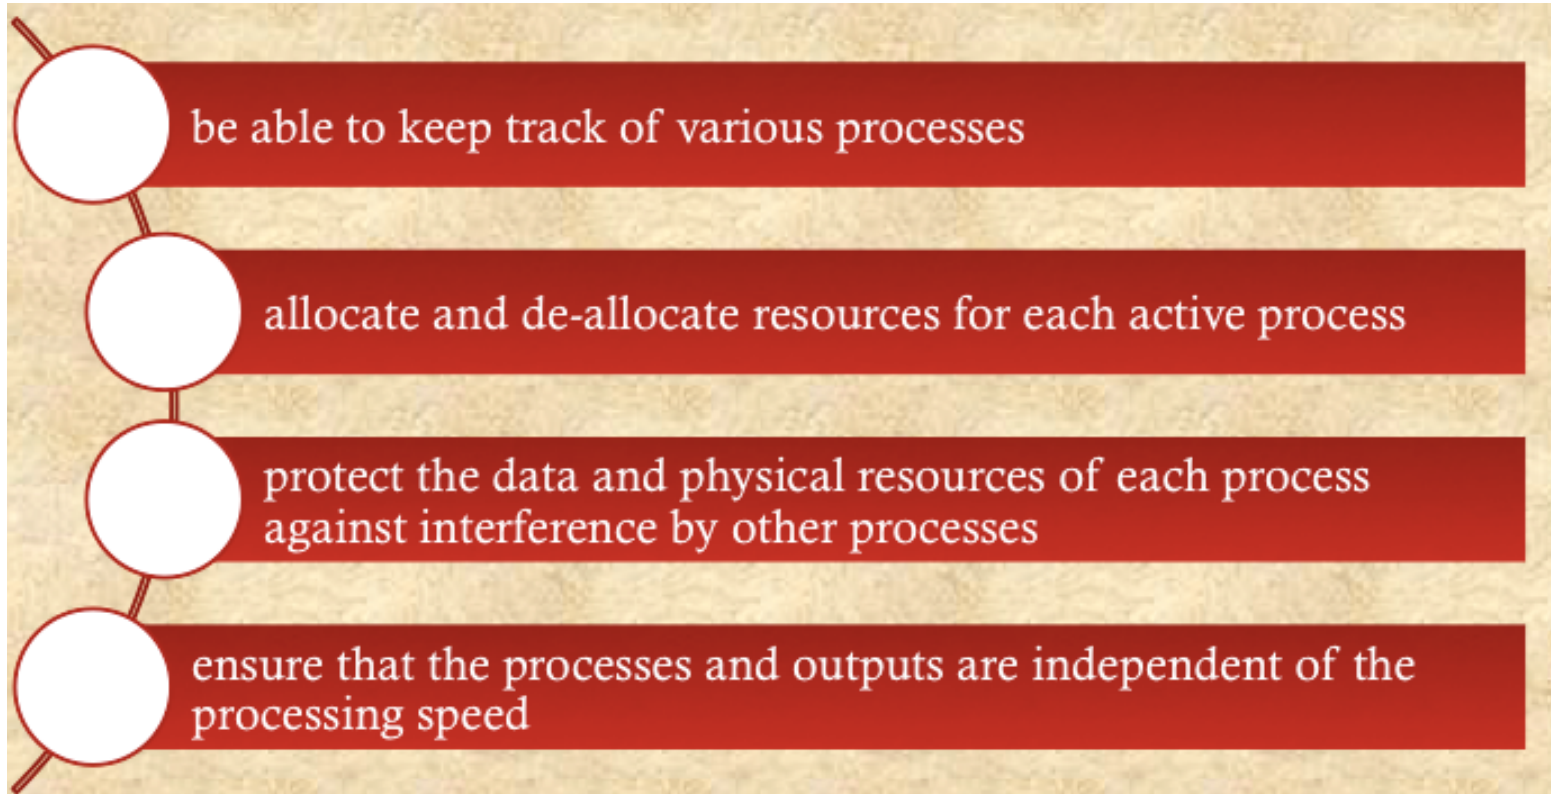 be able to keep track of various processes
allocate and de-allocate resources for each active process
protect the data and physical resources of each process
against interference by other processes
ensure that the processes and outputs are independent of the
processing speed